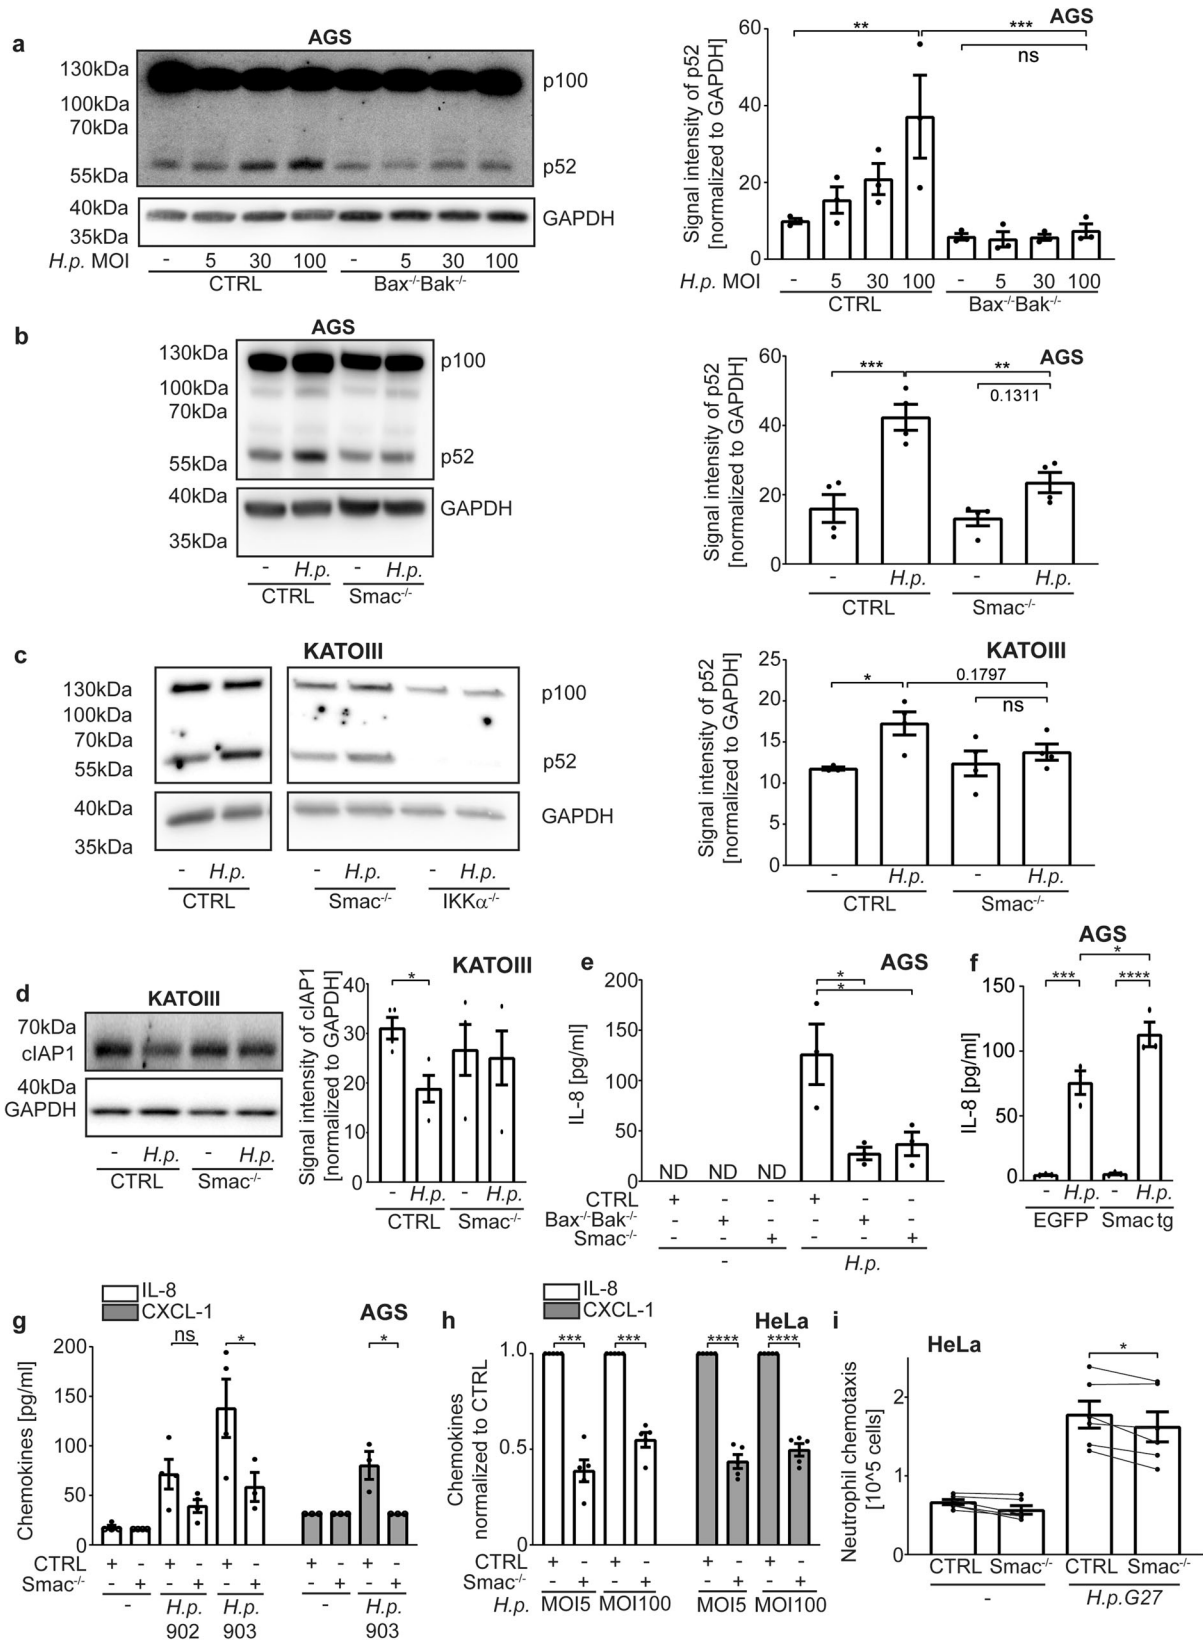 a
AGS
130kDa
100kDa
70kDa
55kDa
p100
p52
40kDa
35kDa
GAPDH
H.p. MOI - 5 30 100 - 5 30 100
CTRL Bax-/-Bak-/-
AGS
** ***
ns
Signal intensity of p52
[normalized to GAPDH]
60
40
20
0
H.p. MOI - 5 30 100 - 5 30 100
CTRL Bax-/-Bak-/-
b
AGS
130kDa
100kDa
70kDa
55kDa
p100
p52
40kDa
35kDa
GAPDH
- H.p. - H.p.
CTRL Smac-/-
AGS
*** **
0.1311
Signal intensity of p52
[normalized to GAPDH]
60
40
20
0
- H.p. - H.p.
CTRL Smac-/-
c
KATOIII
130kDa
100kDa
70kDa
55kDa
p100
p52
40kDa
35kDa
GAPDH
- H.p. - H.p. - H.p.
CTRL Smac-/- IKKα-/-
KATOIII
* 0.1797
ns
Signal intensity of p52
[normalized to GAPDH]
25
20
15
10
5
0
- H.p. - H.p.
CTRL Smac-/-
d
KATOIII
70kDa
cIAP1
40kDa
GAPDH
- H.p. - H.p.
CTRL Smac-/-
KATOIII
*
Signal intensity of cIAP1
[normalized to GAPDH]
40
30
20
10
0
- H.p. - H.p.
CTRL Smac-/-
e
AGS
*
*
IL-8 [pg/ml]
200
150
100
50
0
ND ND ND
CTRL + - - + - -
Bax-/-Bak-/- - + - - + -
Smac-/- - - + - - +
- H.p.
f
AGS
*
*** ****
IL-8 [pg/ml]
150
100
50
0
- H.p. - H.p.
EGFP Smac tg
g
IL-8
CXCL-1
AGS
ns * *
Chemokines [pg/ml]
200
150
100
50
0
CTRL + - + - + - + - + -
Smac-/- - + - + - + - + - +
- H.p. H.p. - H.p.
902 903 903
h
IL-8
CXCL-1
HeLa
*** *** **** ****
Chemokines
normalized to CTRL
1.0
0.5
0
CTRL + - + - + - + -
Smac-/- - + - + - + - +
H.p. MOI5 MOI100 MOI5 MOI100
i
HeLa
*
Neutrophil chemotaxis
[10^5 cells]
2
1
0
CTRL Smac-/- CTRL Smac-/-
- H.p.G27